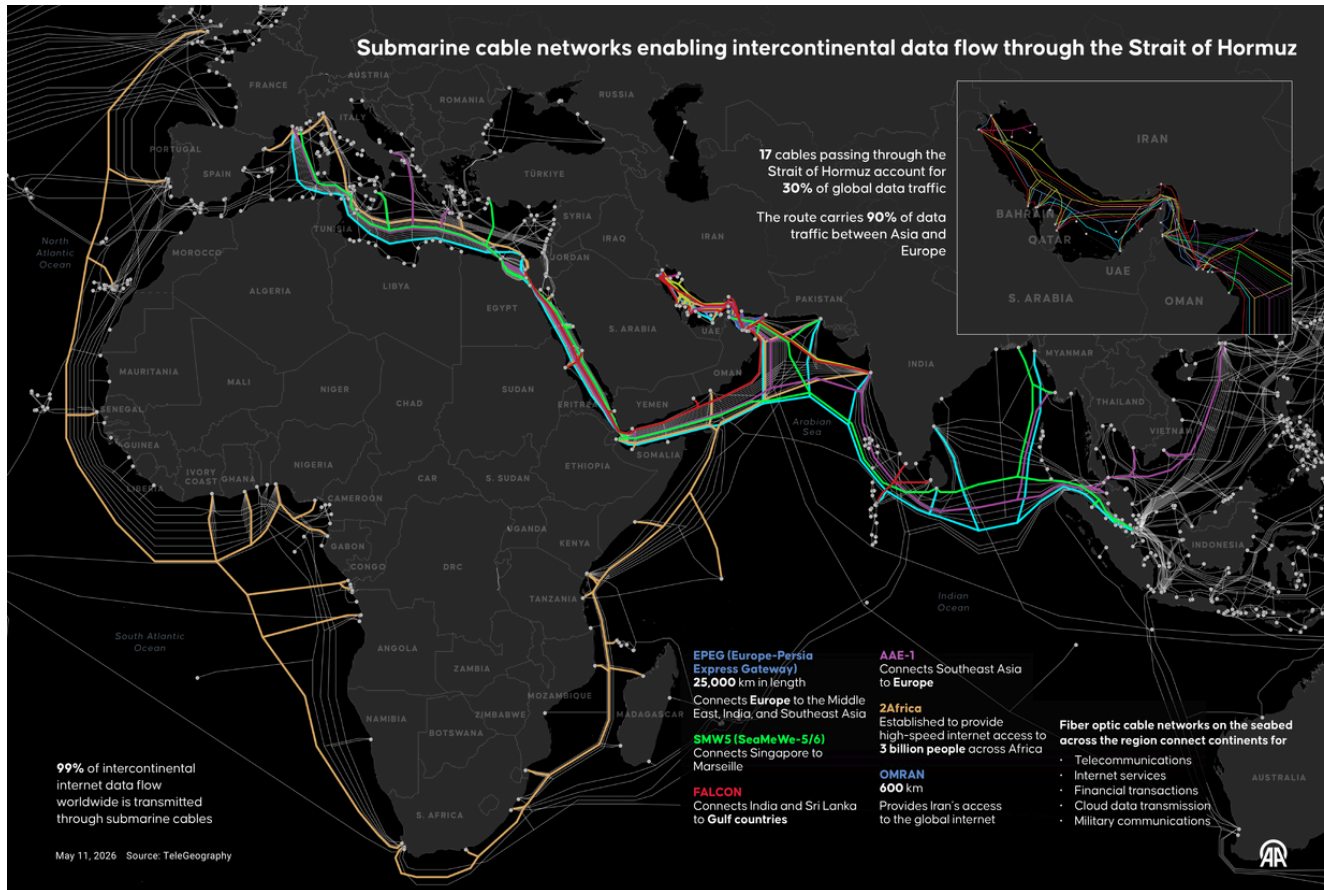 Submarine cable networks enabling intercontinental data flow through the Strait of Hormuz
17 cables passing through the
Strait of Hormuz account for
30% of global data traffic
The route carries 90% of data
traffic between Asia and
Europe
IRAN
BAHRAIN
QATAR
UAE
S. ARABIA
OMAN
FRANCE
AUSTRIA
ROMANIA
RUSSIA
ITALY
PORTUGAL
SPAIN
TÜRKIYE
North
Atlantic
Ocean
TUNISIA
SYRIA
IRAQ
IRAN
MOROCCO
JORDAN
ALGERIA
LIBYA
EGYPT
PAKISTAN
S. ARABIA
UAE
OMAN
INDIA
MYANMAR
MAURITANIA
MALI
NIGER
CHAD
SUDAN
ERITREA
YEMEN
THAILAND
VIETNAM
SENEGAL
Arabian
Sea
GUINEA
IVORY
COAST
GHANA
NIGERIA
LIBERIA
CAMEROON
CAR
S. SUDAN
ETHIOPIA
SOMALIA
GABON
CONGO
DRC
UGANDA
KENYA
TANZANIA
INDONESIA
Indian
Ocean
South Atlantic
Ocean
ANGOLA
ZAMBIA
MOZAMBIQUE
ZIMBABWE
MADAGASCAR
NAMIBIA
BOTSWANA
S. AFRICA
AUSTRALIA
EPEG (Europe-Persia
Express Gateway)
25,000 km in length
Connects Europe to the Middle
East, India, and Southeast Asia
SMW5 (SeaMeWe-5/6)
Connects Singapore to
Marseille
FALCON
Connects India and Sri Lanka
to Gulf countries
AAE-1
Connects Southeast Asia
to Europe
2Africa
Established to provide
high-speed internet access to
3 billion people across Africa
OMRAN
600 km
Provides Iran's access
to the global internet
Fiber optic cable networks on the seabed
across the region connect continents for
· Telecommunications
· Internet services
· Financial transactions
· Cloud data transmission
· Military communications
99% of intercontinental
internet data flow
worldwide is transmitted
through submarine cables
May 11, 2026 Source: TeleGeography
AA